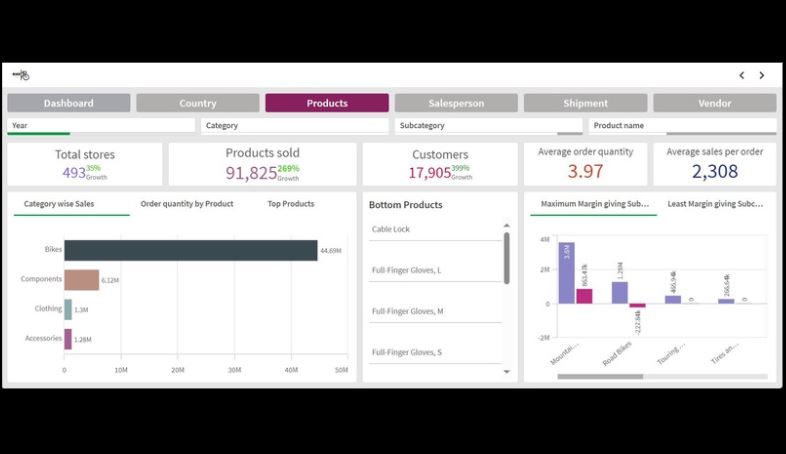 Dashboard
Country
Products
Salesperson
Shipment
Vendor
Year
Category
Subcategory
Product name
Total stores
493 35% Growth
Products sold
91,825 269% Growth
Customers
17,905 399% Growth
Average order quantity
3.97
Average sales per order
2,308
Category wise Sales
Order quantity by Product
Top Products
Bikes
44.69M
Components
6.12M
Clothing
1.3M
Accessories
1.28M
0 10M 20M 30M 40M 50M
Bottom Products
Cable Lock
Full-Finger Gloves, L
Full-Finger Gloves, M
Full-Finger Gloves, S
Maximum Margin giving Sub...
Least Margin giving Subc...
4M
2M
0
-2M
3.6M
863.47k
1.28M
-227.84k
0
266.64k
0
Mountai...
Road Bikes
Touring ...
Tires an...